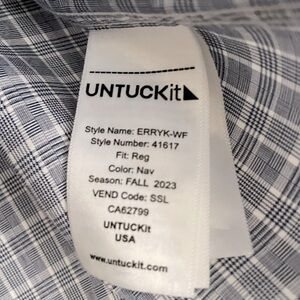 UNTUCKit
Style Name: ERRYK-WF
Style Number: 41617
Fit: Reg
Color: Nav
Season: FALL 2023
VEND Code: SSL
CA62799
UNTUCKit
USA
www.untuckit.com